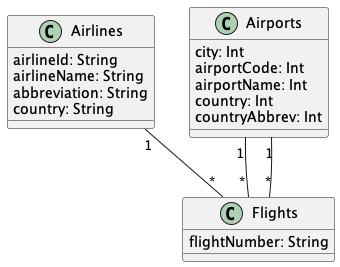 C Airlines
airlineId: String
airlineName: String
abbreviation: String
country: String
C Airports
city: Int
airportCode: Int
airportName: Int
country: Int
countryAbbrev: Int
1
1
1
*
*
*
C Flights
flightNumber: String